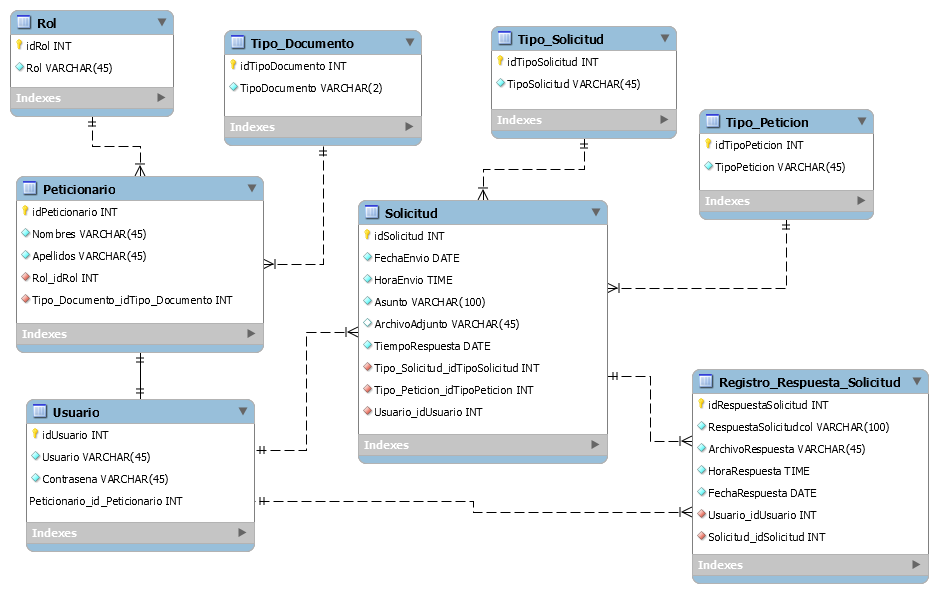 Rol
idRol INT
Rol VARCHAR(45)
Indexes
Tipo_Documento
idTipoDocumento INT
TipoDocumento VARCHAR(2)
Indexes
Tipo_Solicitud
idTipoSolicitud INT
TipoSolicitud VARCHAR(45)
Indexes
Tipo_Peticion
idTipoPeticion INT
TipoPeticion VARCHAR(45)
Indexes
Peticionario
idPeticionario INT
Nombres VARCHAR(45)
Apellidos VARCHAR(45)
Rol_idRol INT
Tipo_Documento_idTipo_Documento INT
Indexes
Solicitud
idSolicitud INT
FechaEnvio DATE
HoraEnvio TIME
Asunto VARCHAR(100)
ArchivoAdjunto VARCHAR(45)
TiempoRespuesta DATE
Tipo_Solicitud_idTipoSolicitud INT
Tipo_Peticion_idTipoPeticion INT
Usuario_idUsuario INT
Indexes
Usuario
idUsuario INT
Usuario VARCHAR(45)
Contrasena VARCHAR(45)
Peticionario_id_Peticionario INT
Indexes
Registro_Respuesta_Solicitud
idRespuestaSolicitud INT
RespuestaSolicitudcol VARCHAR(100)
ArchivoRespuesta VARCHAR(45)
HoraRespuesta TIME
FechaRespuesta DATE
Usuario_idUsuario INT
Solicitud_idSolicitud INT
Indexes